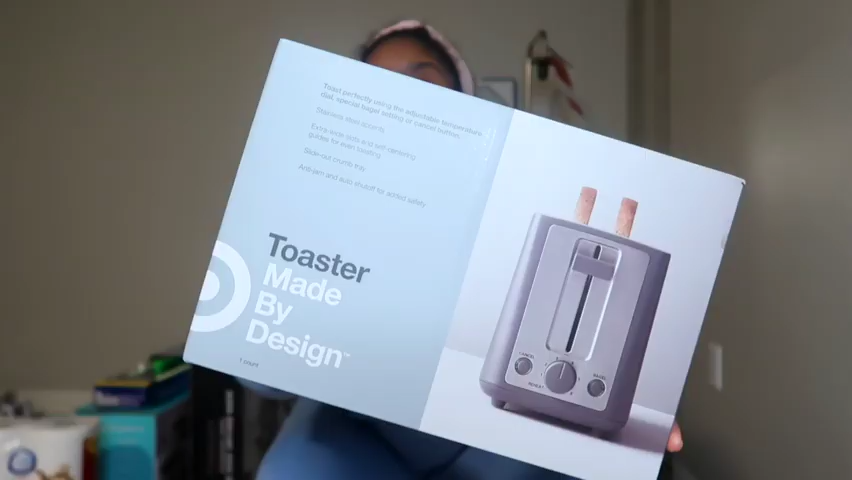 Toast perfectly using the adjustable temperature
dial, special bagel setting or cancel button.
Stainless steel accents
Extra-wide slots and self-centering
guides for even toasting
Slide-out crumb tray
Anti-jam and auto shutoff for added safety
Toaster
Made
By
Design™
1 count
CANCEL
BAGEL